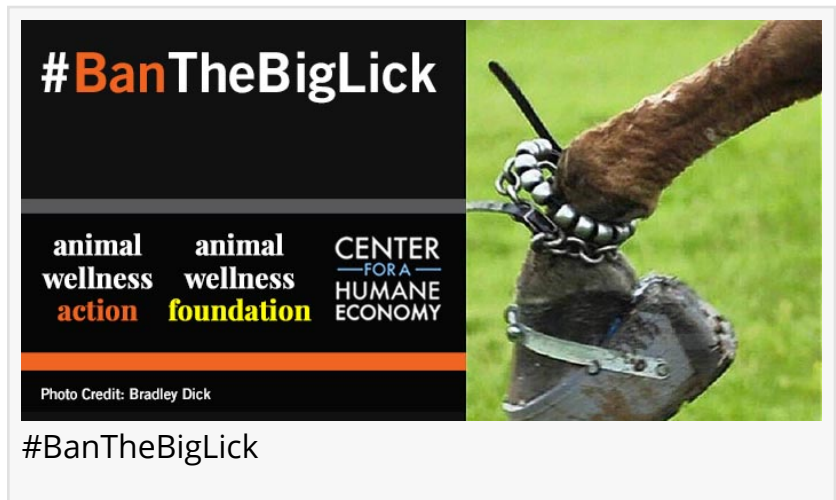 #BanTheBigLick
animal
wellness
action
animal
wellness
foundation
CENTER
FOR A
HUMANE
ECONOMY
Photo Credit: Bradley Dick
#BanTheBigLick